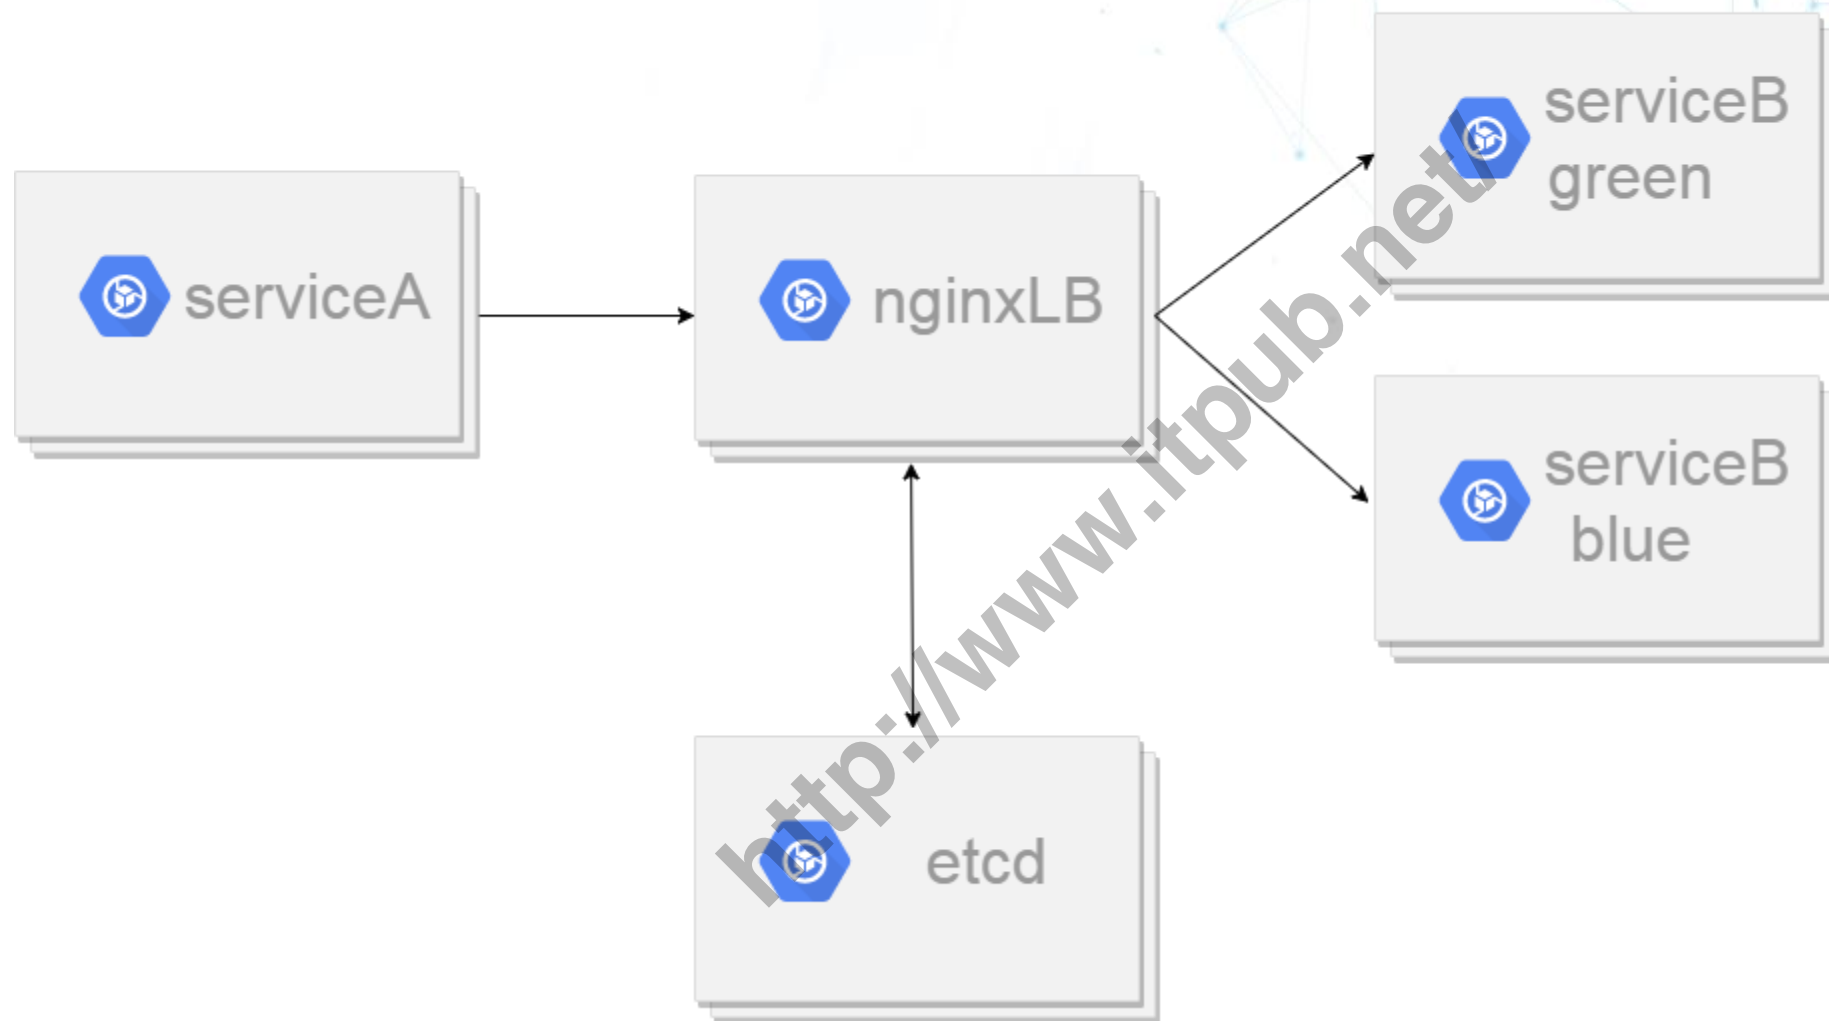 serviceB
green
serviceA
nginxLB
serviceB
blue
etcd
http://www.itpub.net/